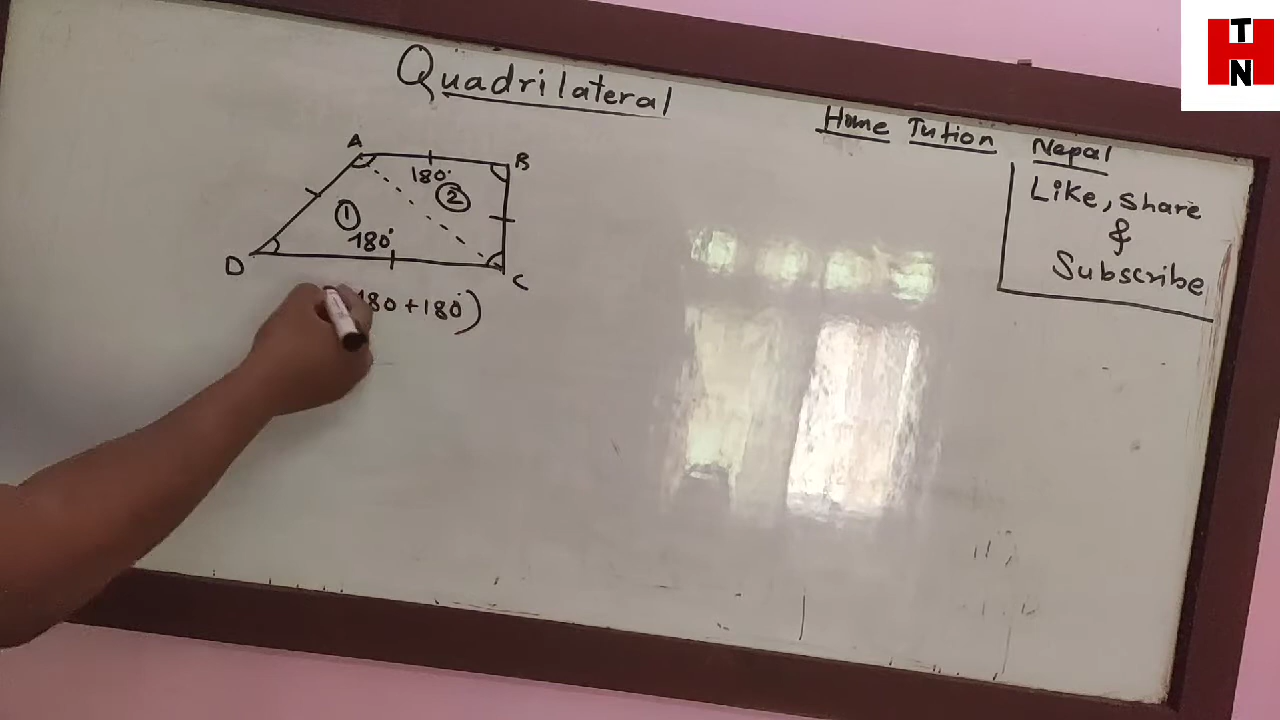 Quadrilateral
Home Tution Nepal
Like, share
&
Subscribe
A
B
180°
2
1
180°
D
C
180 + 180°)
T
H
N